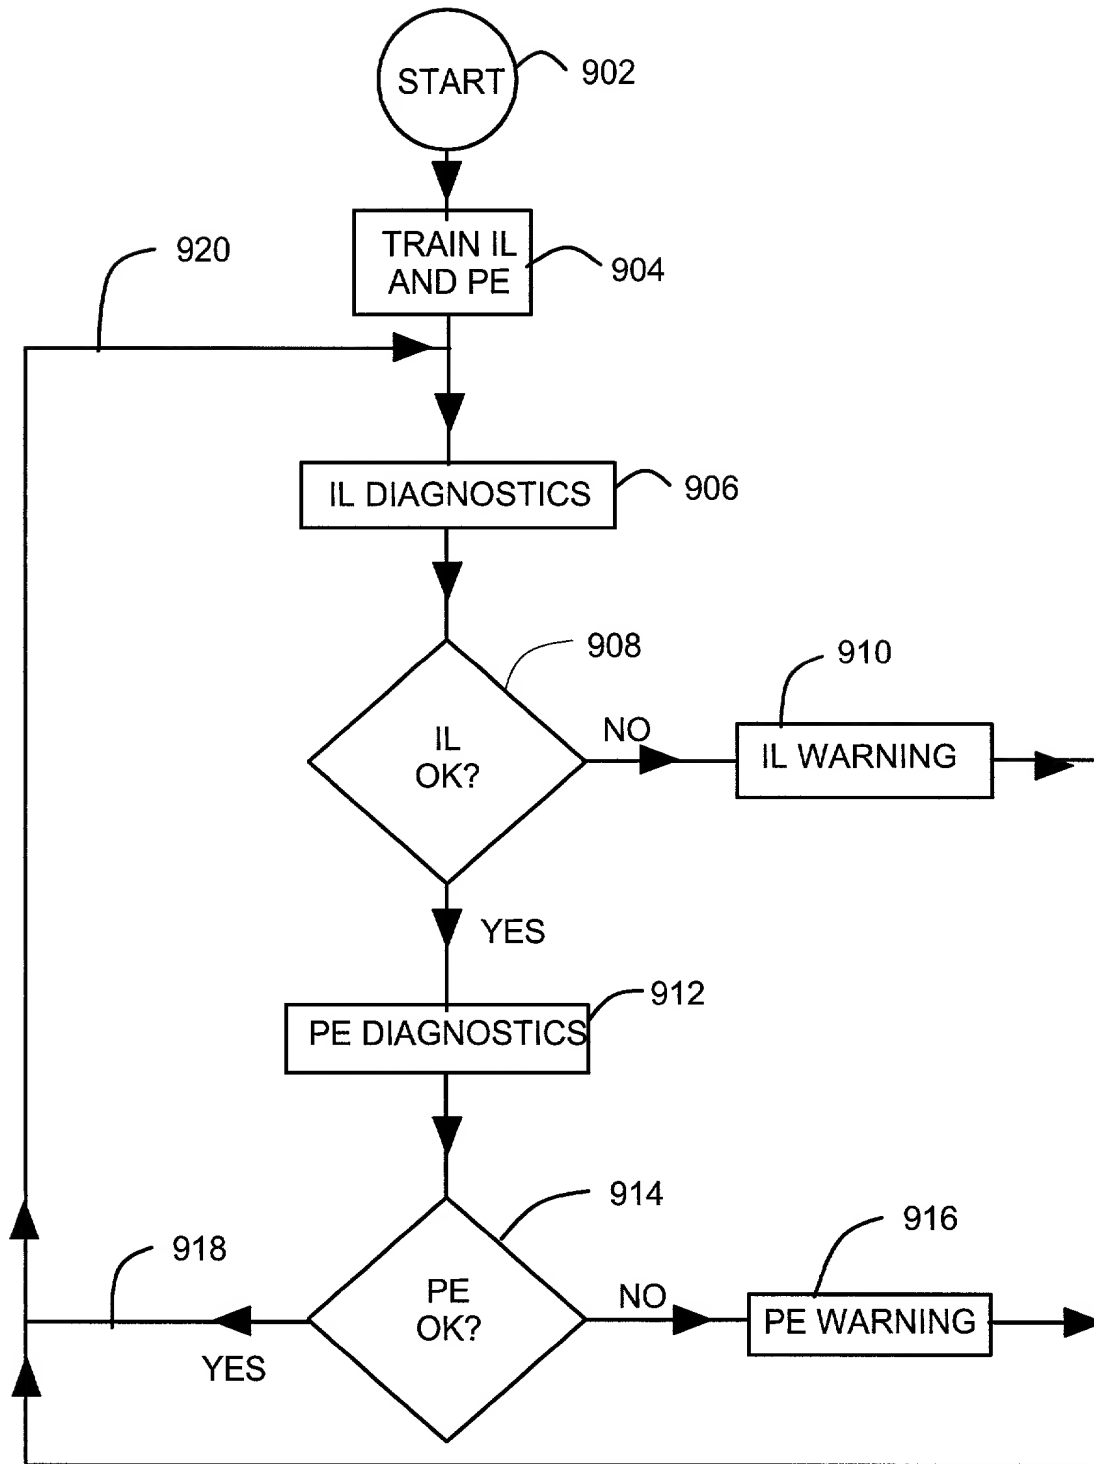 START
902
TRAIN IL
AND PE
904
920
IL DIAGNOSTICS
906
908
IL
OK?
NO
910
IL WARNING
YES
912
PE DIAGNOSTICS
914
PE
OK?
NO
916
PE WARNING
918
YES